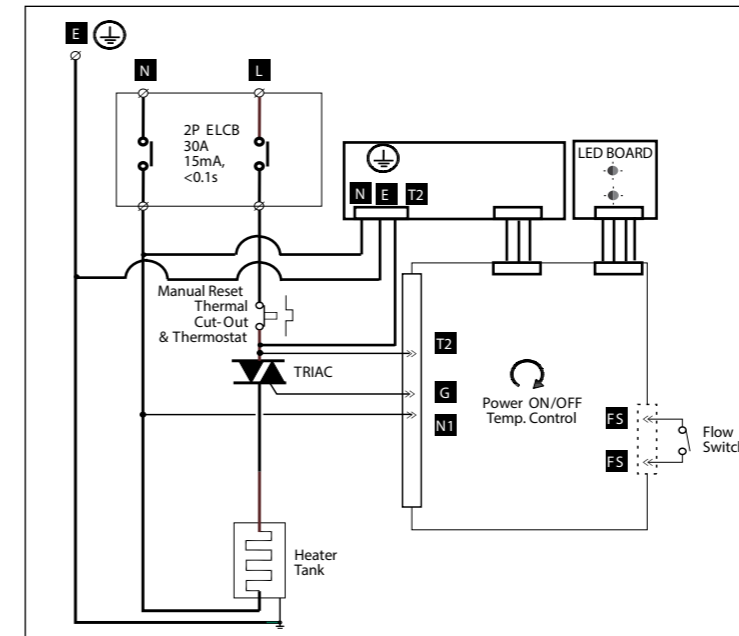 E
N
L
2P ELCB
30A
15mA,
<0.1s
N E T2
LED BOARD
Manual Reset
Thermal
Cut-Out
& Thermostat
TRIAC
T2
G
N1
Power ON/OFF
Temp. Control
FS
FS
Flow
Switch
Heater
Tank